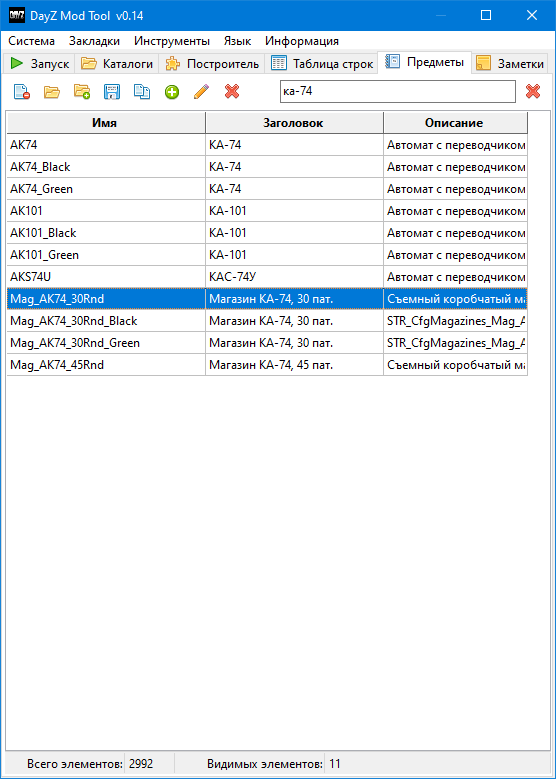 DayZ Mod Tool v0.14
Система Закладки Инструменты Язык Информация
Запуск Каталоги Построитель Таблица строк Предметы Заметки
ка-74
Имя Заголовок Описание
AK74 КА-74 Автомат с переводчиком
AK74_Black КА-74 Автомат с переводчиком
AK74_Green КА-74 Автомат с переводчиком
AK101 КА-101 Автомат с переводчиком
AK101_Black КА-101 Автомат с переводчиком
AK101_Green КА-101 Автомат с переводчиком
AKS74U КАС-74У Автомат с переводчиком
Mag_AK74_30Rnd Магазин КА-74, 30 пат. Съемный коробчатый ма
Mag_AK74_30Rnd_Black Магазин КА-74, 30 пат. STR_CfgMagazines_Mag_A
Mag_AK74_30Rnd_Green Магазин КА-74, 30 пат. STR_CfgMagazines_Mag_A
Mag_AK74_45Rnd Магазин КА-74, 45 пат. Съемный коробчатый ма
Всего элементов: 2992 Видимых элементов: 11